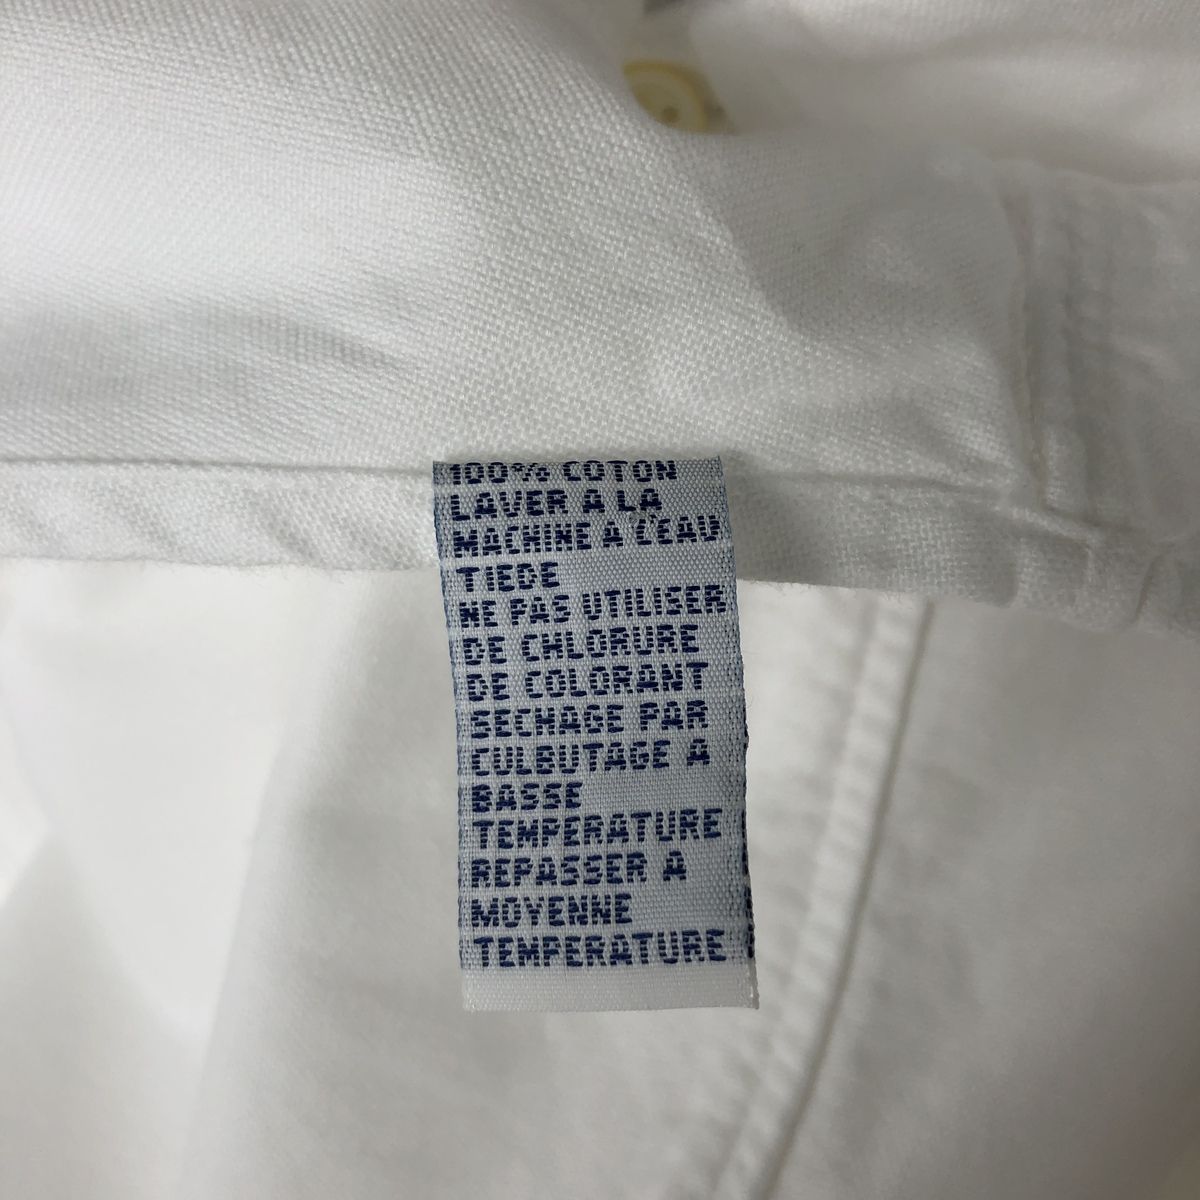 100% COTON
LAVER A LA
MACHINE A L'EAU
TIEDE
NE PAS UTILISER
DE CHLORURE
DE COLORANT
SECHAGE PAR
CULBUTAGE A
BASSE
TEMPERATURE
REPASSER A
MOYENNE
TEMPERATURE